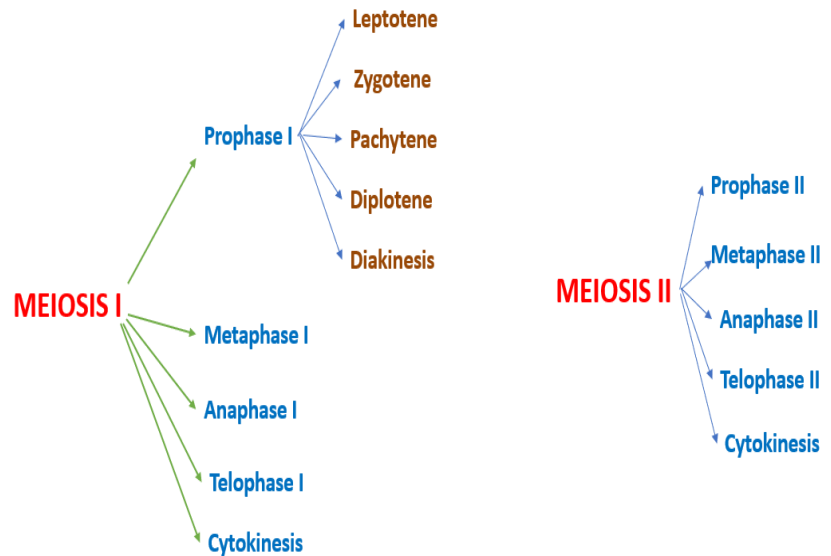 MEIOSIS I
Prophase I
Leptotene
Zygotene
Pachytene
Diplotene
Diakinesis
Metaphase I
Anaphase I
Telophase I
Cytokinesis
MEIOSIS II
Prophase II
Metaphase II
Anaphase II
Telophase II
Cytokinesis